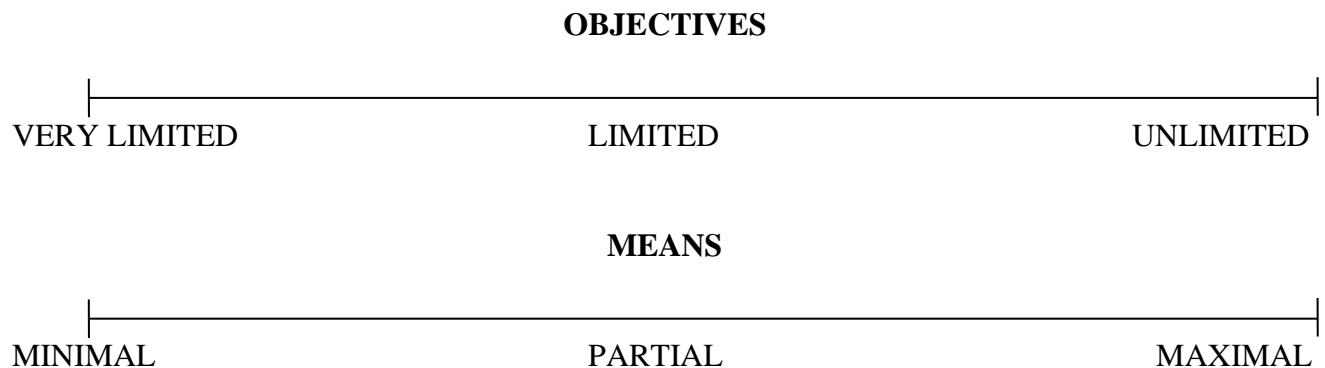 OBJECTIVES
VERY LIMITED LIMITED UNLIMITED
MEANS
MINIMAL PARTIAL MAXIMAL